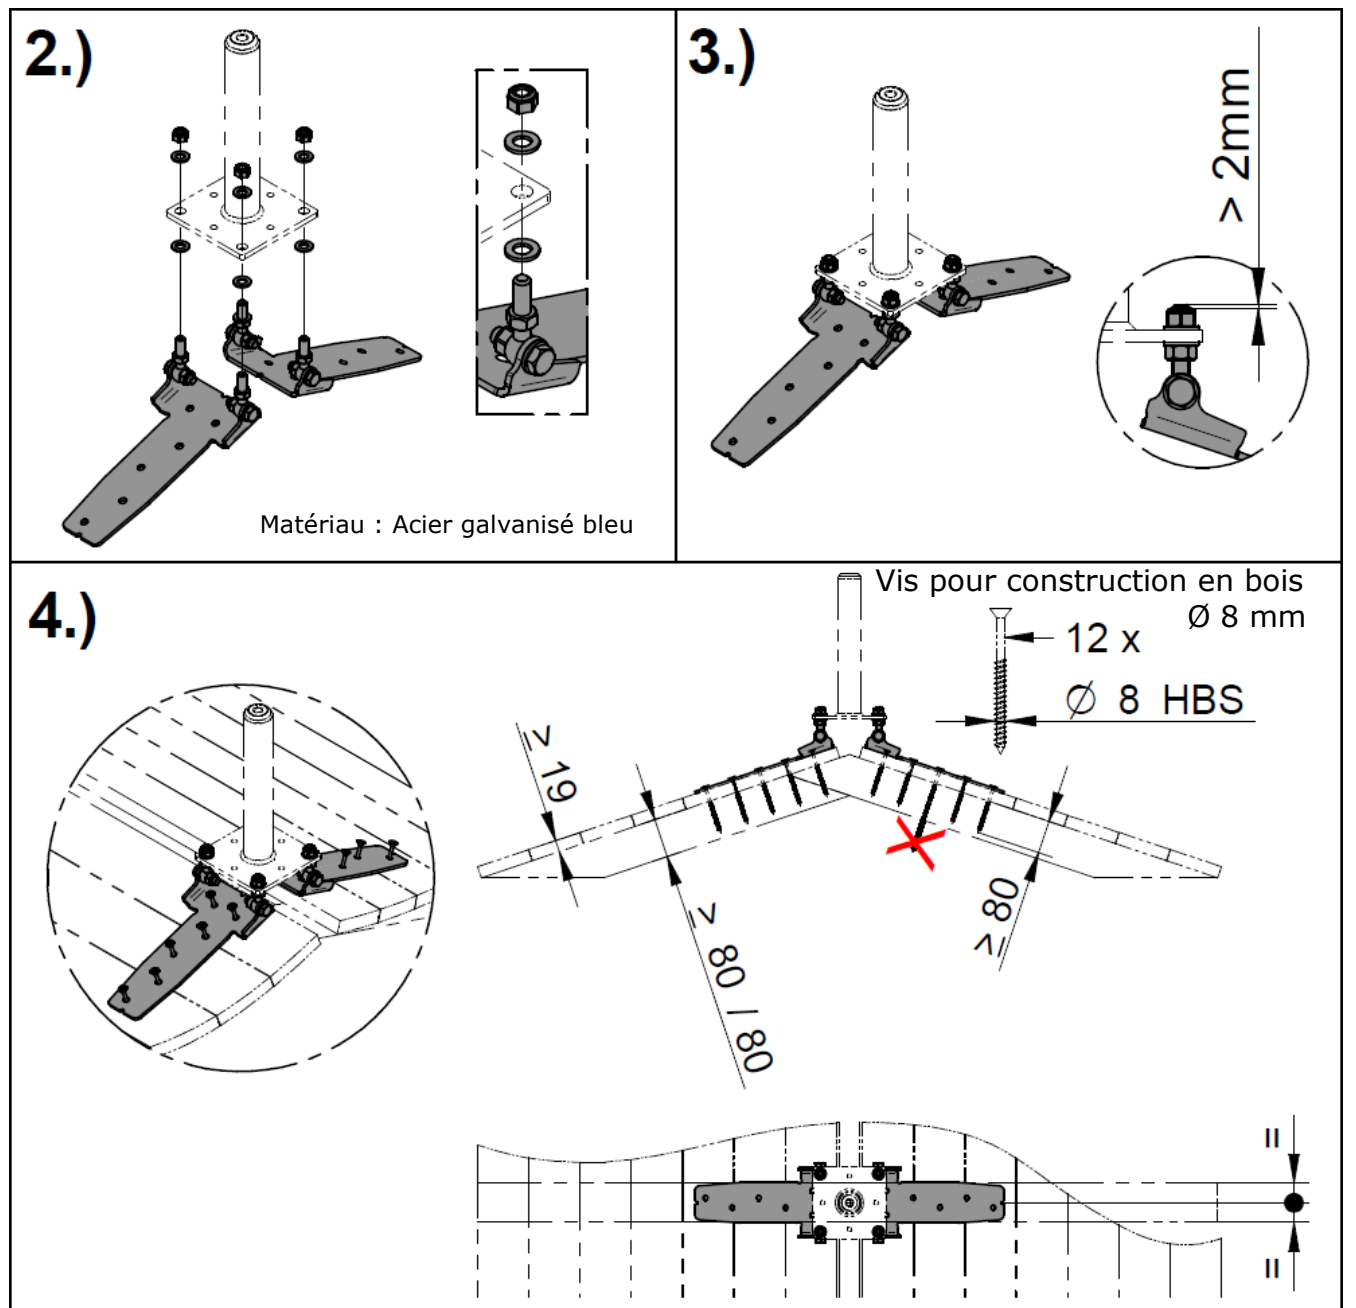 2.)
Matériau : Acier galvanisé bleu
3.)
> 2mm
4.)
Vis pour construction en bois
Ø 8 mm
12 x
Ø 8 HBS
≥ 19
≥ 80 / 80
≥ 80
=
=